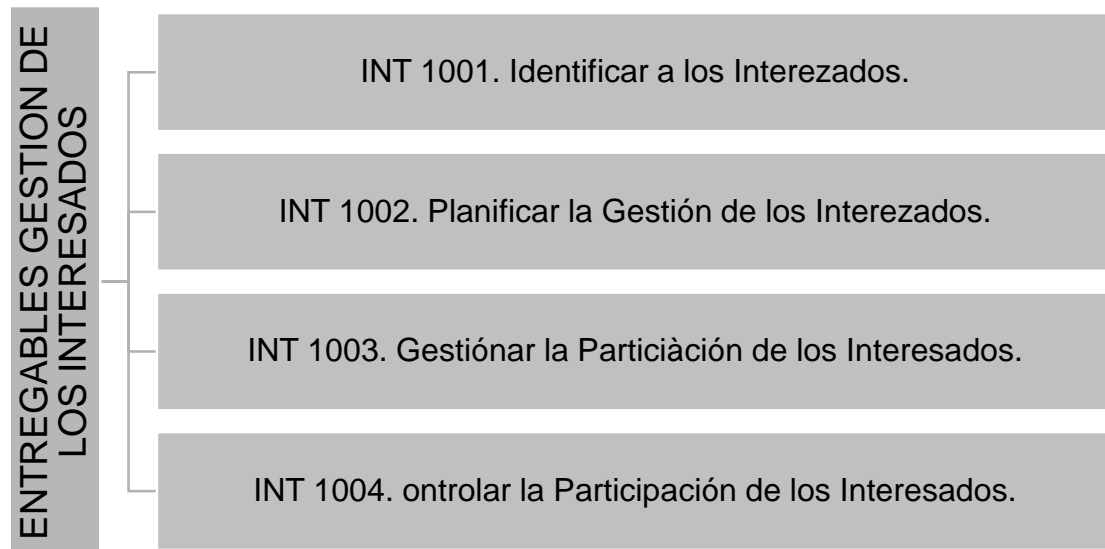 ENTREGABLES GESTION DE
LOS INTERESADOS
INT 1001. Identificar a los Interezados.
INT 1002. Planificar la Gestión de los Interezados.
INT 1003. Gestiónar la Particiàción de los Interesados.
INT 1004. ontrolar la Participación de los Interesados.